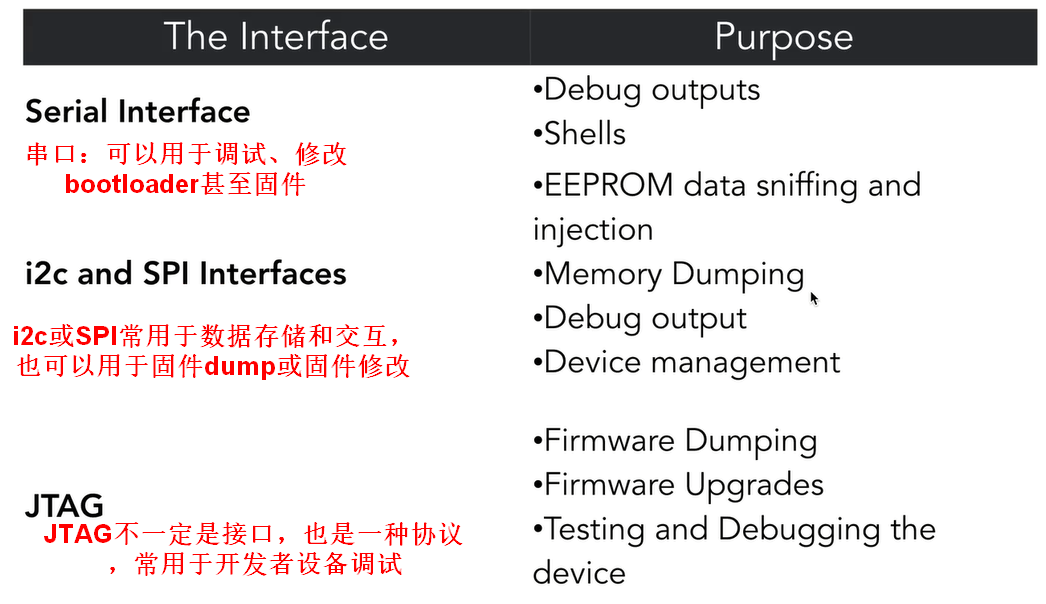 The Interface
Purpose
Serial Interface
串口：可以用于调试、修改
bootloader甚至固件
•Debug outputs
•Shells
i2c and SPI Interfaces
i2c或SPI常用于数据存储和交互，
也可以用于固件dump或固件修改
•EEPROM data sniffing and
injection
•Memory Dumping
•Debug output
•Device management
JTAG
JTAG不一定是接口，也是一种协议
，常用于开发者设备调试
•Firmware Dumping
•Firmware Upgrades
•Testing and Debugging the
device